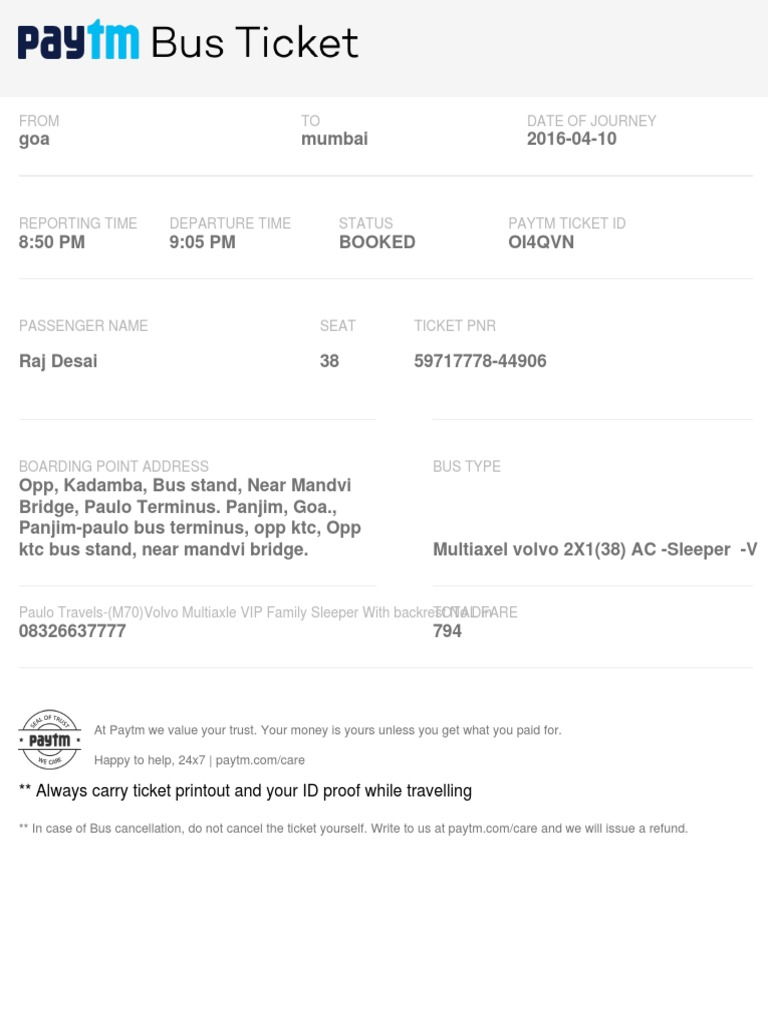 paytm Bus Ticket
FROM TO DATE OF JOURNEY
goa mumbai 2016-04-10
REPORTING TIME DEPARTURE TIME STATUS PAYTM TICKET ID
8:50 PM 9:05 PM BOOKED OI4QVN
PASSENGER NAME SEAT TICKET PNR
Raj Desai 38 59717778-44906
BOARDING POINT ADDRESS BUS TYPE
Opp, Kadamba, Bus stand, Near Mandvi
Bridge, Paulo Terminus. Panjim, Goa.,
Panjim-paulo bus terminus, opp ktc, Opp
ktc bus stand, near mandvi bridge. Multiaxel volvo 2X1(38) AC -Sleeper -V
Paulo Travels-(M70)Volvo Multiaxle VIP Family Sleeper With TOTAL FARE
08326637777 794
SEAL OF TRUST
paytm
WE CARE
At Paytm we value your trust. Your money is yours unless you get what you paid for.
Happy to help, 24x7 | paytm.com/care
** Always carry ticket printout and your ID proof while travelling
** In case of Bus cancellation, do not cancel the ticket yourself. Write to us at paytm.com/care and we will issue a refund.